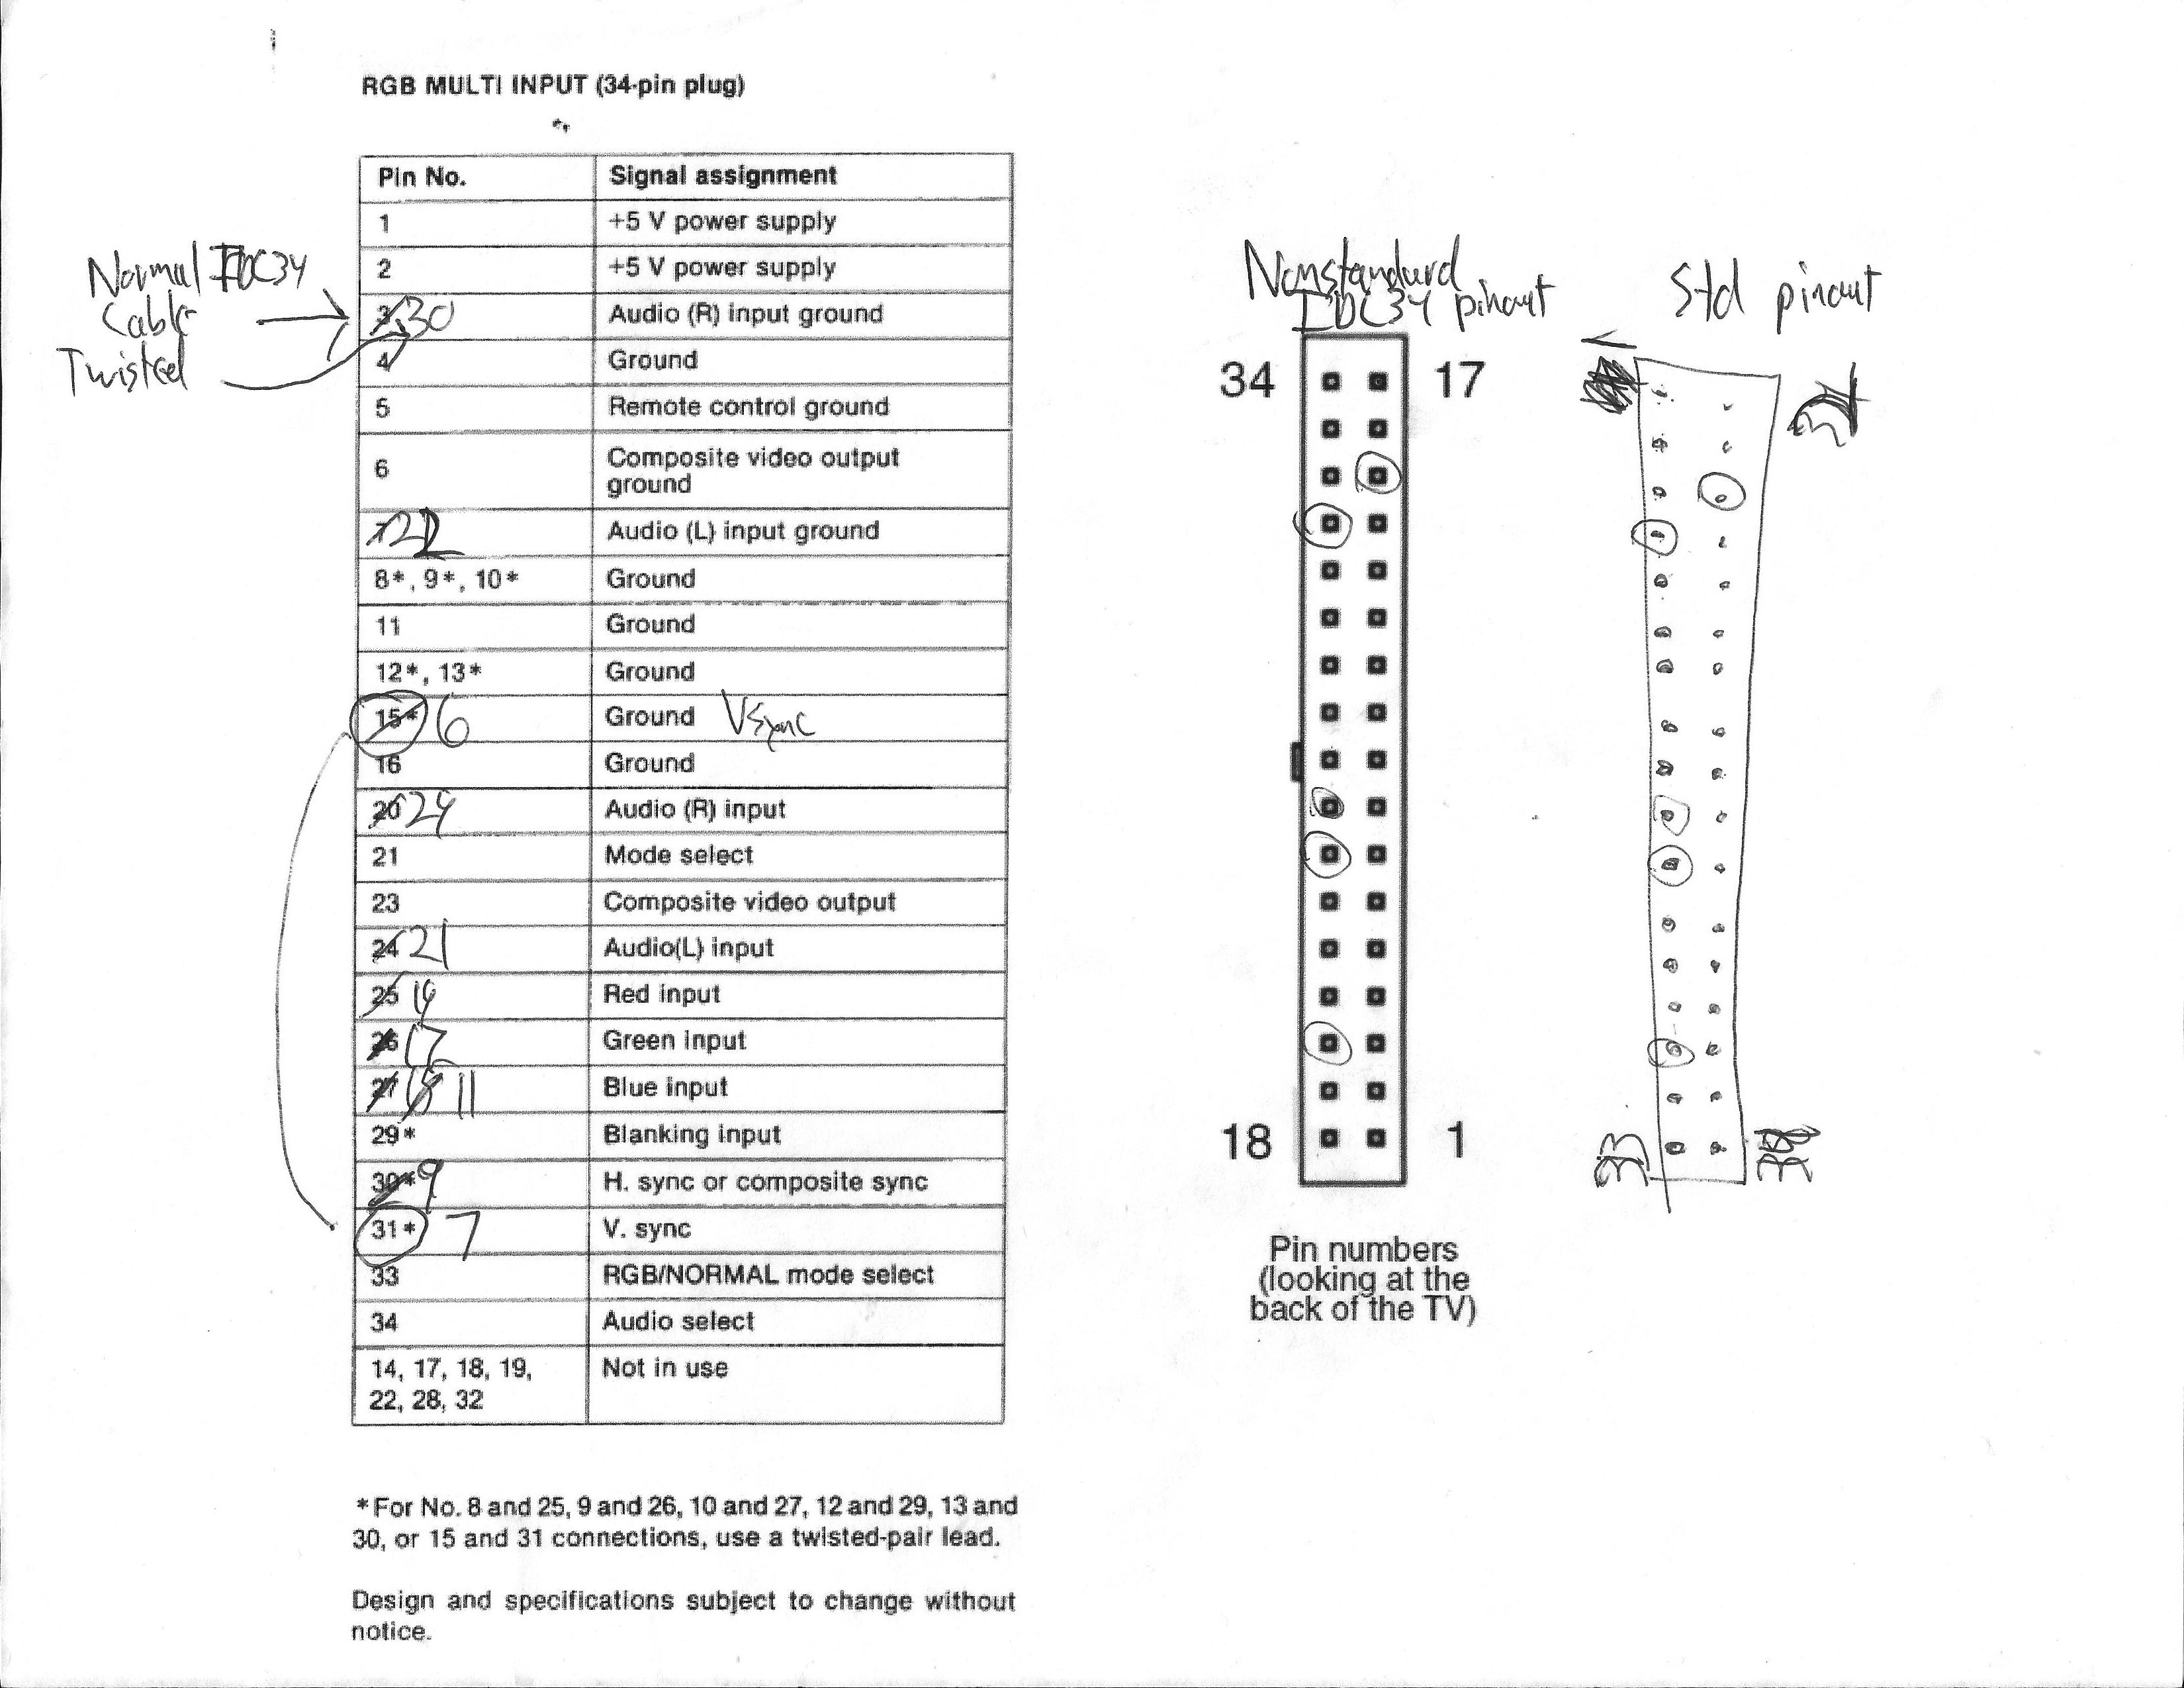 RGB MULTI INPUT (34-pin plug)
Pin No. Signal assignment
1 +5 V power supply
2 +5 V power supply
Normal IDC34
Cable
Twisted
3 30 Audio (R) input ground
4 Ground
5 Remote control ground
6 Composite video output
ground
7 22 Audio (L) input ground
8*, 9*, 10* Ground
11 Ground
12*, 13* Ground
15* 6 Ground VSync
16 Ground
20 24 Audio (R) input
21 Mode select
23 Composite video output
24 21 Audio(L) input
25 19 Red input
26 17 Green input
27 11 Blue input
29* Blanking input
30* 9 H. sync or composite sync
31* 7 V. sync
33 RGB/NORMAL mode select
34 Audio select
14, 17, 18, 19, Not in use
22, 28, 32
*For No. 8 and 25, 9 and 26, 10 and 27, 12 and 29, 13 and
30, or 15 and 31 connections, use a twisted-pair lead.
Design and specifications subject to change without
notice.
Nonstandard
IDC34 pinout
34 17
18 1
Pin numbers
(looking at the
back of the TV)
Std pinout
33